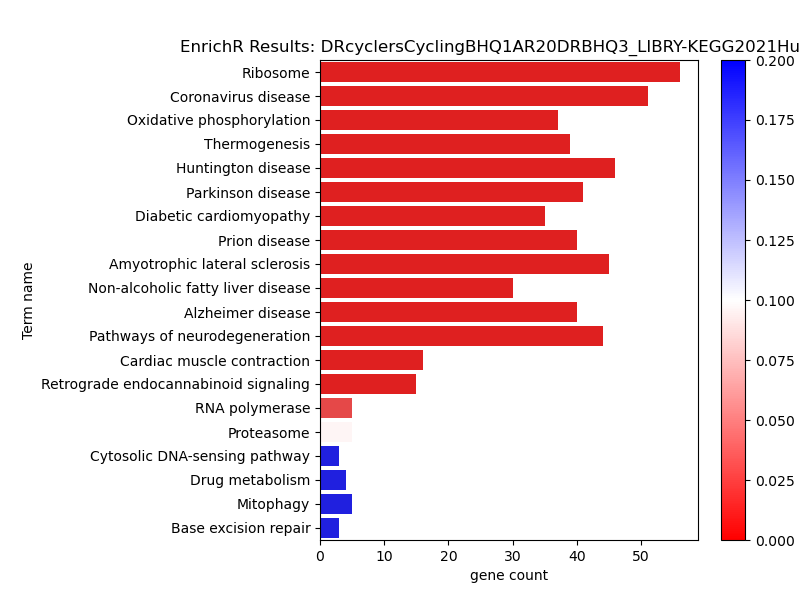 EnrichR Results: DRcyclersCyclingBHQ1AR20DRBHQ3_LIBRY-KEGG2021Hu
Term name
Ribosome
Coronavirus disease
Oxidative phosphorylation
Thermogenesis
Huntington disease
Parkinson disease
Diabetic cardiomyopathy
Prion disease
Amyotrophic lateral sclerosis
Non-alcoholic fatty liver disease
Alzheimer disease
Pathways of neurodegeneration
Cardiac muscle contraction
Retrograde endocannabinoid signaling
RNA polymerase
Proteasome
Cytosolic DNA-sensing pathway
Drug metabolism
Mitophagy
Base excision repair
0 10 20 30 40 50
gene count
0.200
0.175
0.150
0.125
0.100
0.075
0.050
0.025
0.000